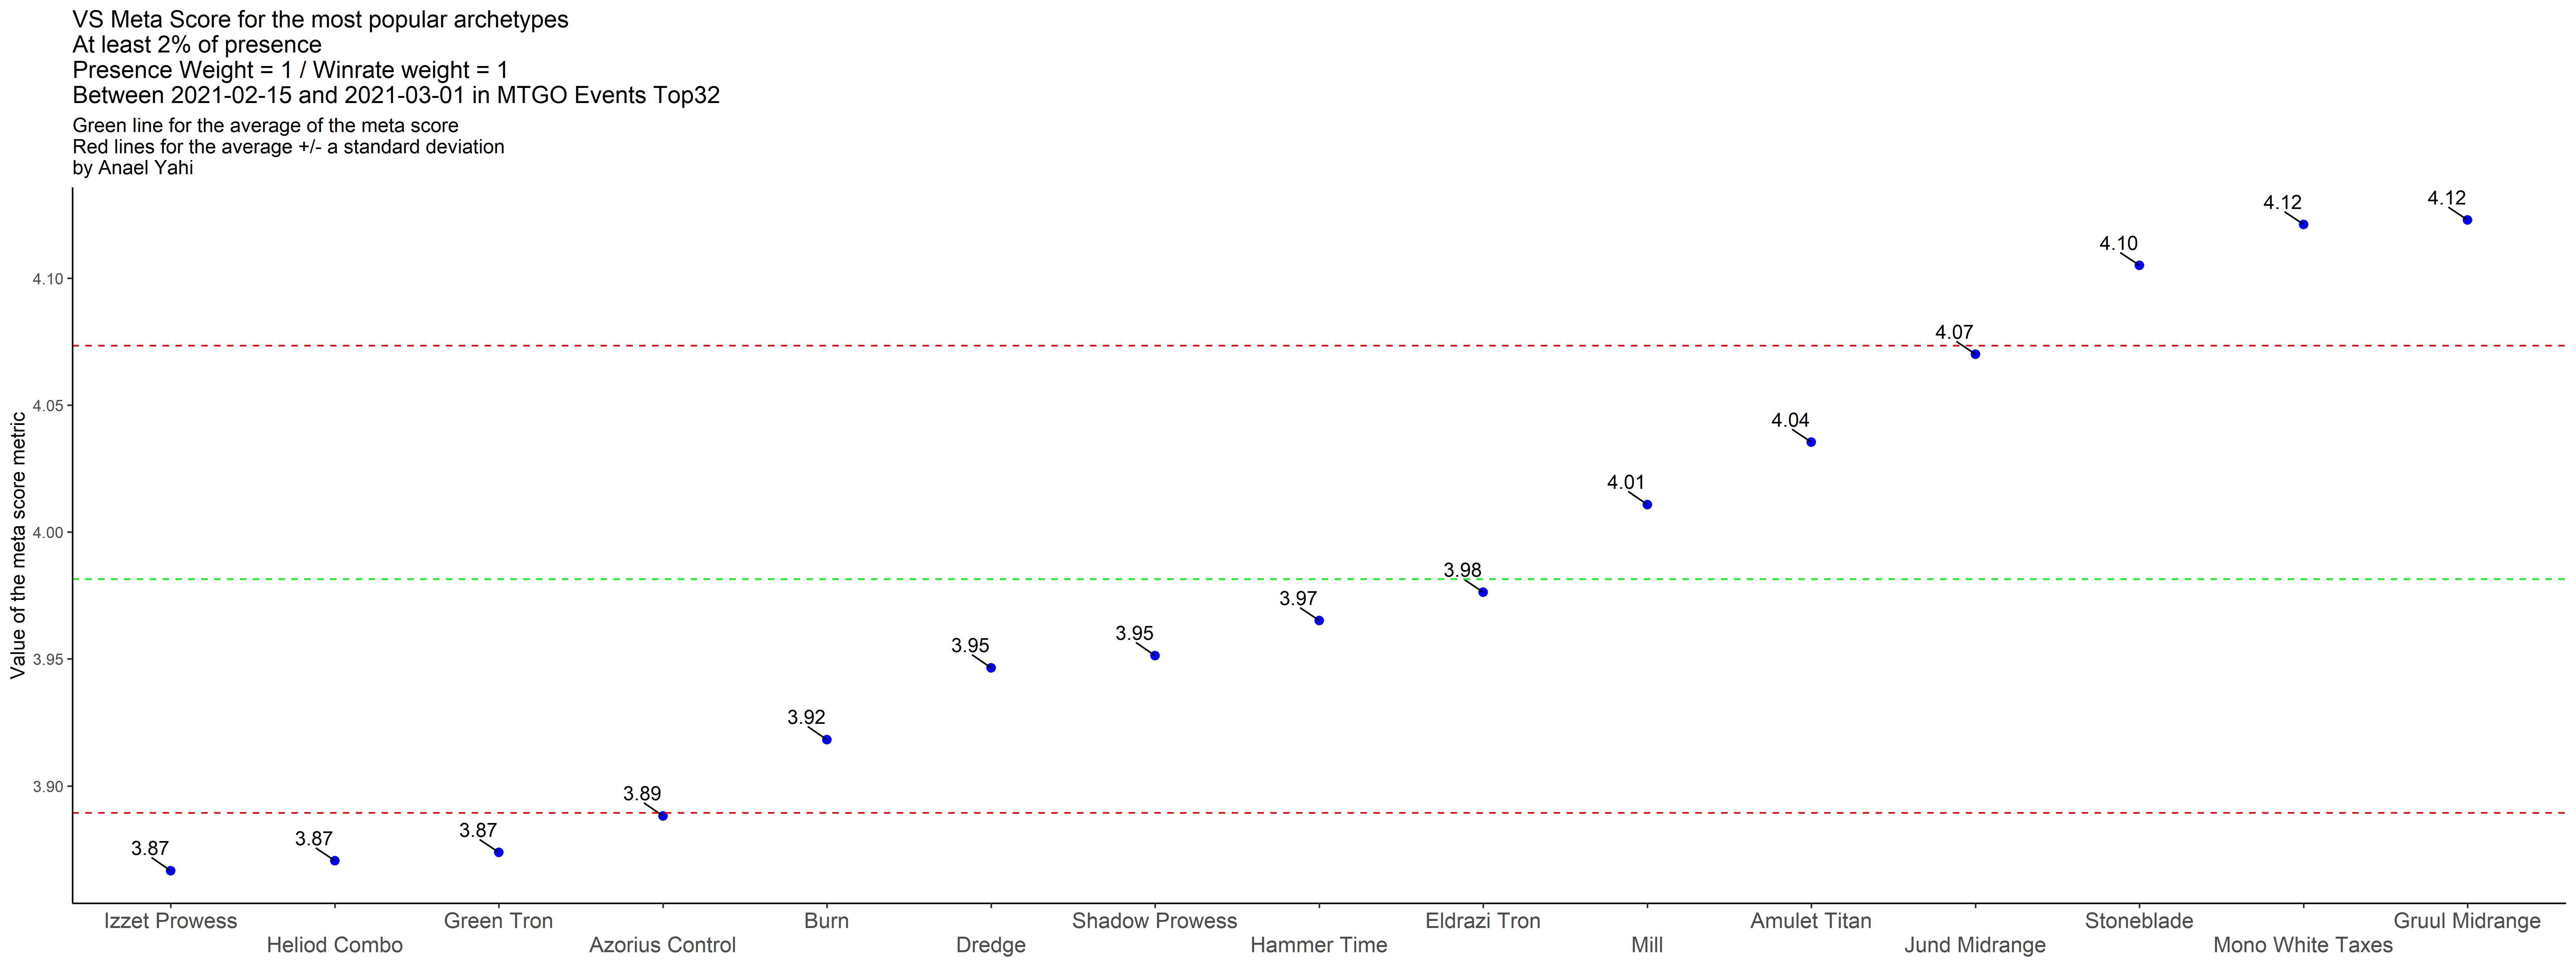 VS Meta Score for the most popular archetypes
At least 2% of presence
Presence Weight = 1 / Winrate weight = 1
Between 2021-02-15 and 2021-03-01 in MTGO Events Top32
Green line for the average of the meta score
Red lines for the average +/- a standard deviation
by Anael Yahi
Value of the meta score metric
4.10
4.05
4.00
3.95
3.90
3.87
3.87
3.87
3.89
3.92
3.95
3.95
3.97
3.98
4.01
4.04
4.07
4.10
4.12
4.12
Izzet Prowess
Heliod Combo
Green Tron
Azorius Control
Burn
Dredge
Shadow Prowess
Hammer Time
Eldrazi Tron
Mill
Amulet Titan
Jund Midrange
Stoneblade
Mono White Taxes
Gruul Midrange